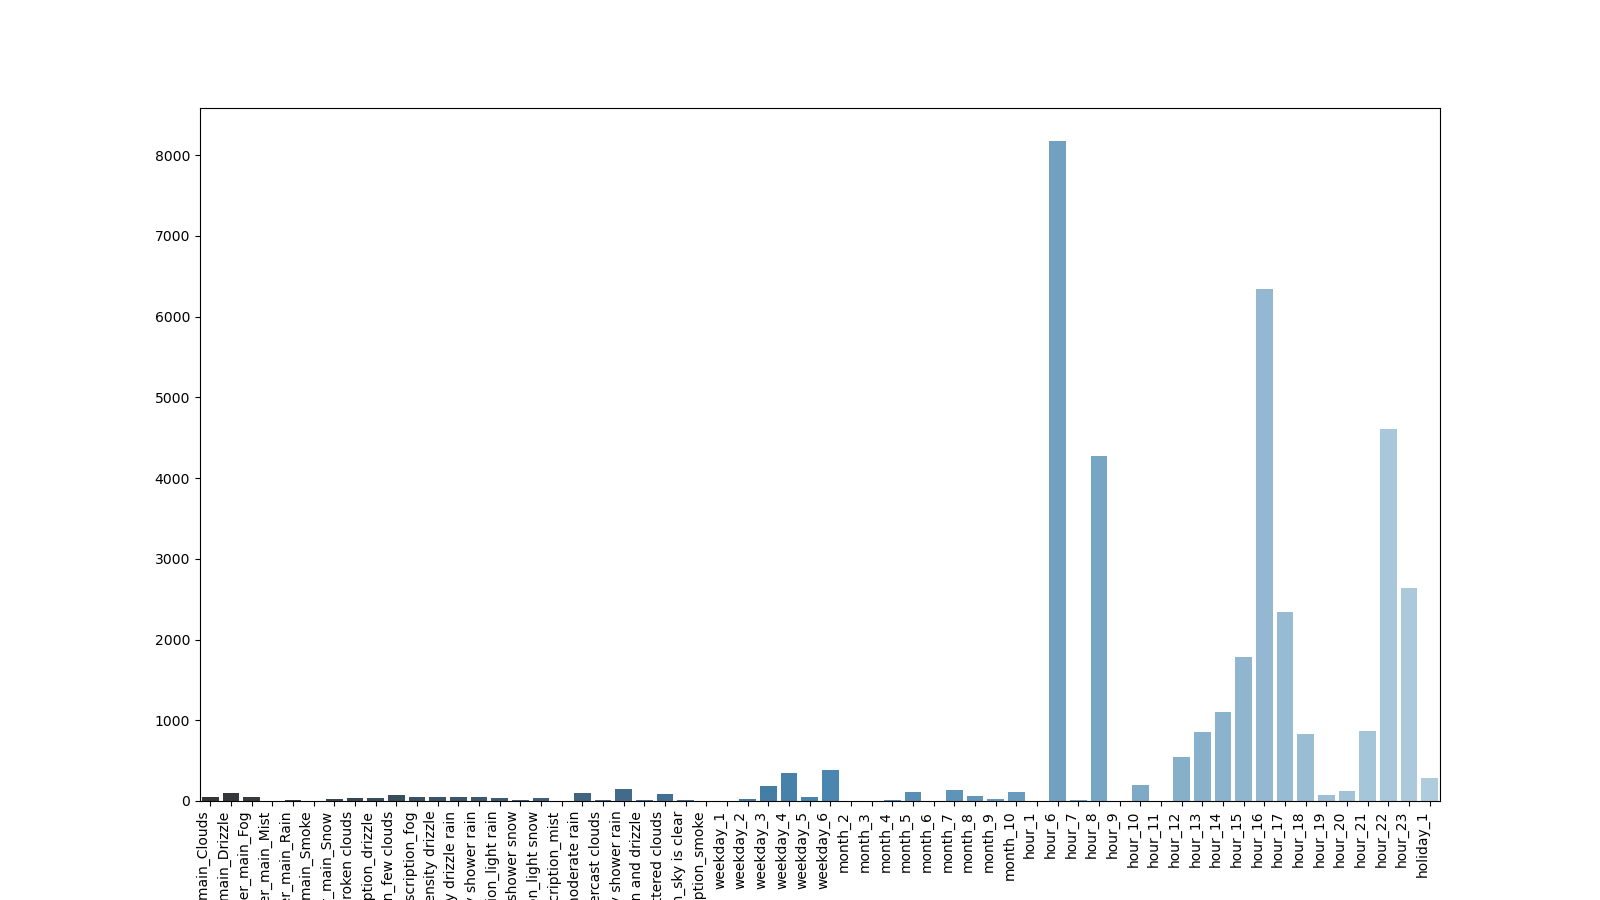 8000
7000
6000
5000
4000
3000
2000
1000
0
main_Clouds
main_Drizzle
er_main_Fog
er_main_Mist
er_main_Rain
main_Smoke
r_main_Snow
roken clouds
ption_drizzle
n_few clouds
scription_fog
ensity drizzle
y drizzle rain
y shower rain
ion_light rain
shower snow
n_light snow
cription_mist
moderate rain
ercast clouds
y shower rain
n and drizzle
ttered clouds
n_sky is clear
ption_smoke
weekday_1
weekday_2
weekday_3
weekday_4
weekday_5
weekday_6
month_2
month_3
month_4
month_5
month_6
month_7
month_8
month_9
month_10
hour_1
hour_6
hour_7
hour_8
hour_9
hour_10
hour_11
hour_12
hour_13
hour_14
hour_15
hour_16
hour_17
hour_18
hour_19
hour_20
hour_21
hour_22
hour_23
holiday_1